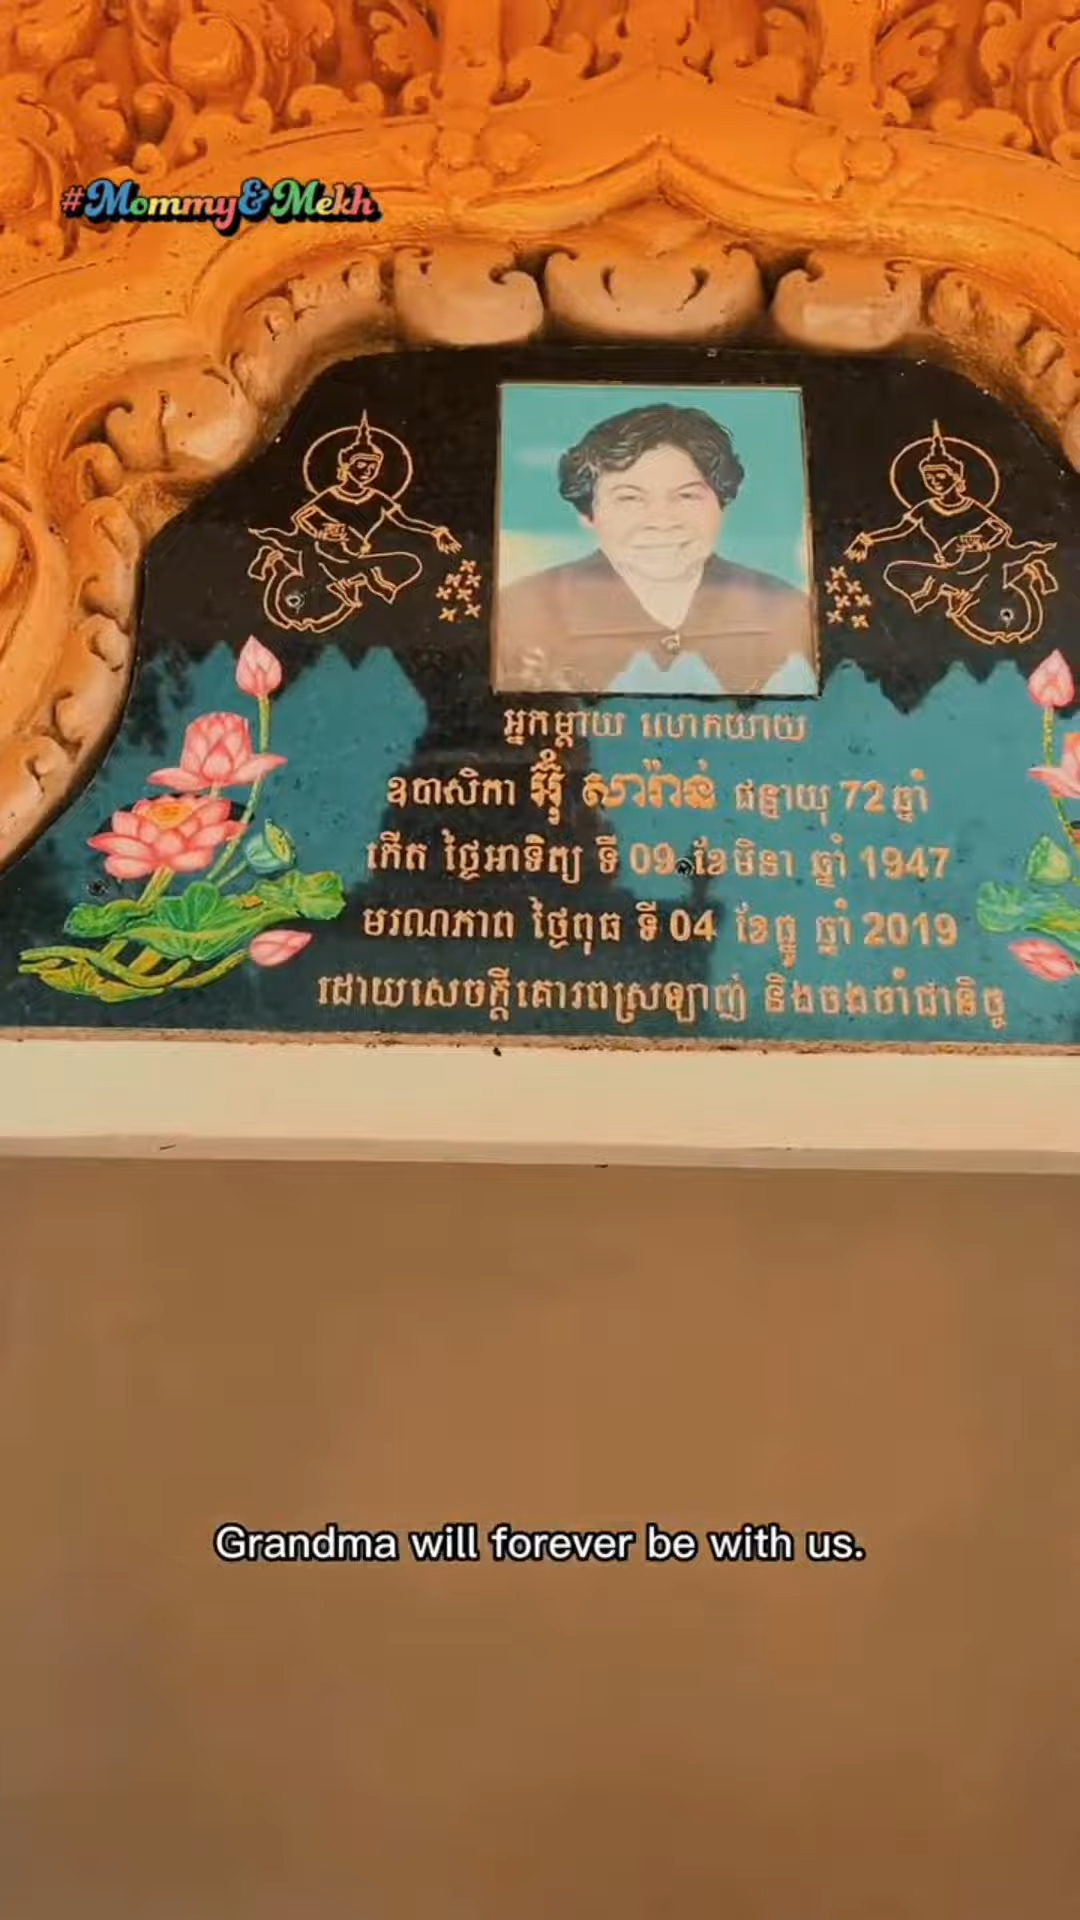 #Mommy&Mekh
អ្នកម្ដាយ លោកយាយ
ឧបាសិកា អ៊ុំ សារ៉ាន់ ជន្មាយុ 72 ឆ្នាំ
កើត ថ្ងៃអាទិត្យ ទី 09 ខែមិនា ឆ្នាំ 1947
មរណភាព ថ្ងៃពុធ ទី 04 ខែធ្នូ ឆ្នាំ 2019
ដោយសេចក្ដីគោរពស្រឡាញ់ និងចងចាំជានិច្ច
Grandma will forever be with us.